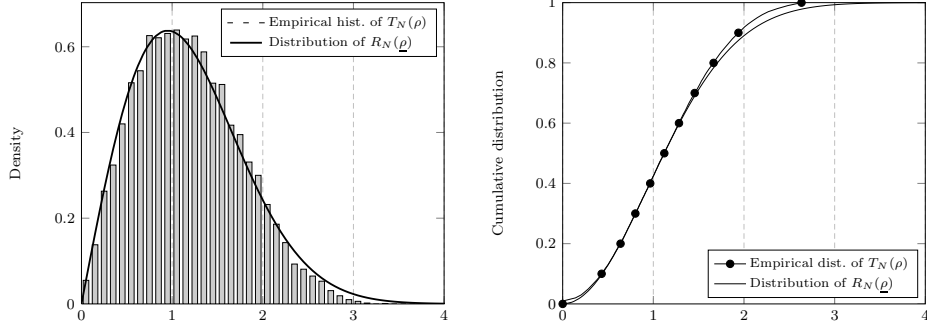 Empirical hist. of T_N(ρ)
Distribution of R_N(ρ̲)
Density
0.6
0.4
0.2
0
0 1 2 3 4
Cumulative distribution
1
0.8
0.6
0.4
0.2
0
Empirical dist. of T_N(ρ)
Distribution of R_N(ρ̲)
0 1 2 3 4